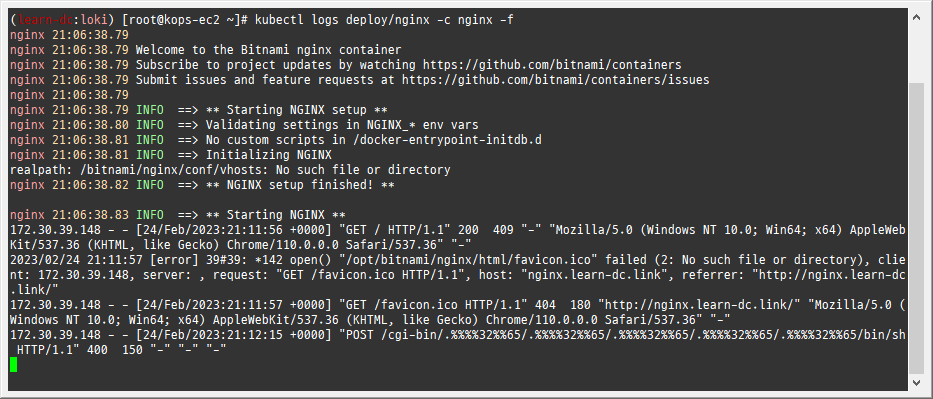 (learn-dc:loki) [root@kops-ec2 ~]# kubectl logs deploy/nginx -c nginx -f
nginx 21:06:38.79
nginx 21:06:38.79 Welcome to the Bitnami nginx container
nginx 21:06:38.79 Subscribe to project updates by watching https://github.com/bitnami/containers
nginx 21:06:38.79 Submit issues and feature requests at https://github.com/bitnami/containers/issues
nginx 21:06:38.79
nginx 21:06:38.79 INFO  ==> ** Starting NGINX setup **
nginx 21:06:38.80 INFO  ==> Validating settings in NGINX_* env vars
nginx 21:06:38.81 INFO  ==> No custom scripts in /docker-entrypoint-initdb.d
nginx 21:06:38.81 INFO  ==> Initializing NGINX
realpath: /bitnami/nginx/conf/vhosts: No such file or directory
nginx 21:06:38.82 INFO  ==> ** NGINX setup finished! **
nginx 21:06:38.83 INFO  ==> ** Starting NGINX **
172.30.39.148 - - [24/Feb/2023:21:11:56 +0000] "GET / HTTP/1.1" 200  409 "-" "Mozilla/5.0 (Windows NT 10.0; Win64; x64) AppleWeb
Kit/537.36 (KHTML, like Gecko) Chrome/110.0.0.0 Safari/537.36" "-"
2023/02/24 21:11:57 [error] 39#39: *142 open() "/opt/bitnami/nginx/html/favicon.ico" failed (2: No such file or directory), clie
nt: 172.30.39.148, server: , request: "GET /favicon.ico HTTP/1.1", host: "nginx.learn-dc.link", referrer: "http://nginx.learn-dc
.link/"
172.30.39.148 - - [24/Feb/2023:21:11:57 +0000] "GET /favicon.ico HTTP/1.1" 404  180 "http://nginx.learn-dc.link/" "Mozilla/5.0 (
Windows NT 10.0; Win64; x64) AppleWebKit/537.36 (KHTML, like Gecko) Chrome/110.0.0.0 Safari/537.36" "-"
172.30.39.148 - - [24/Feb/2023:21:12:15 +0000] "POST /cgi-bin/.%%%%32%%65/.%%%%32%%65/.%%%%32%%65/.%%%%32%%65/.%%%%32%%65/bin/sh
 HTTP/1.1" 400  150 "-" "-" "-"